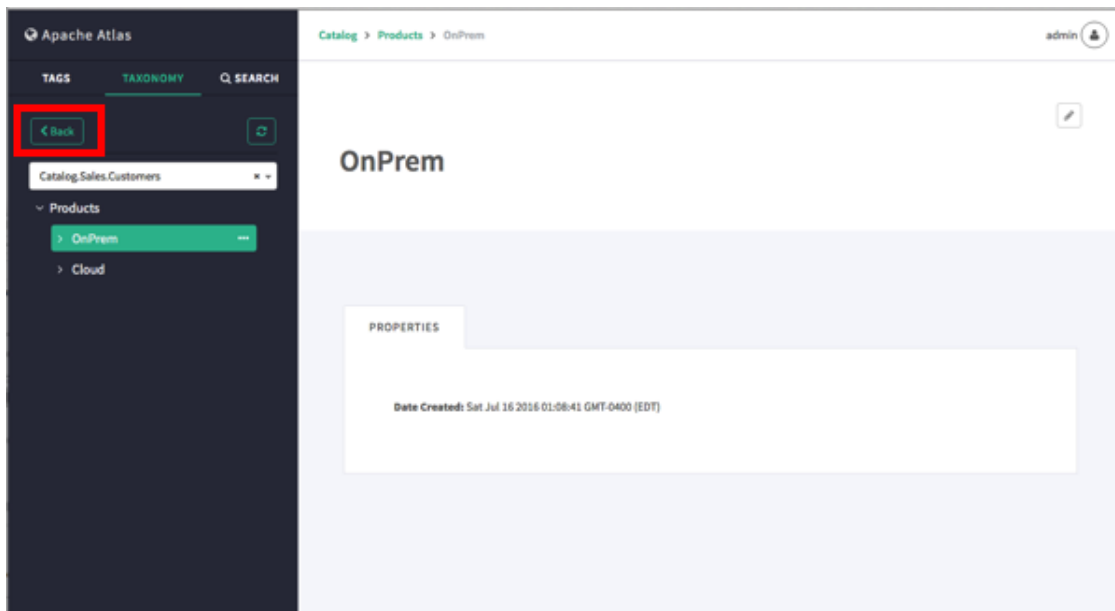 Apache Atlas
Catalog > Products > OnPrem
admin
TAGS TAXONOMY SEARCH
Back
Catalog.Sales.Customers
Products
OnPrem
Cloud
OnPrem
PROPERTIES
Date Created: Sat Jul 16 2016 01:08:41 GMT-0400 (EDT)